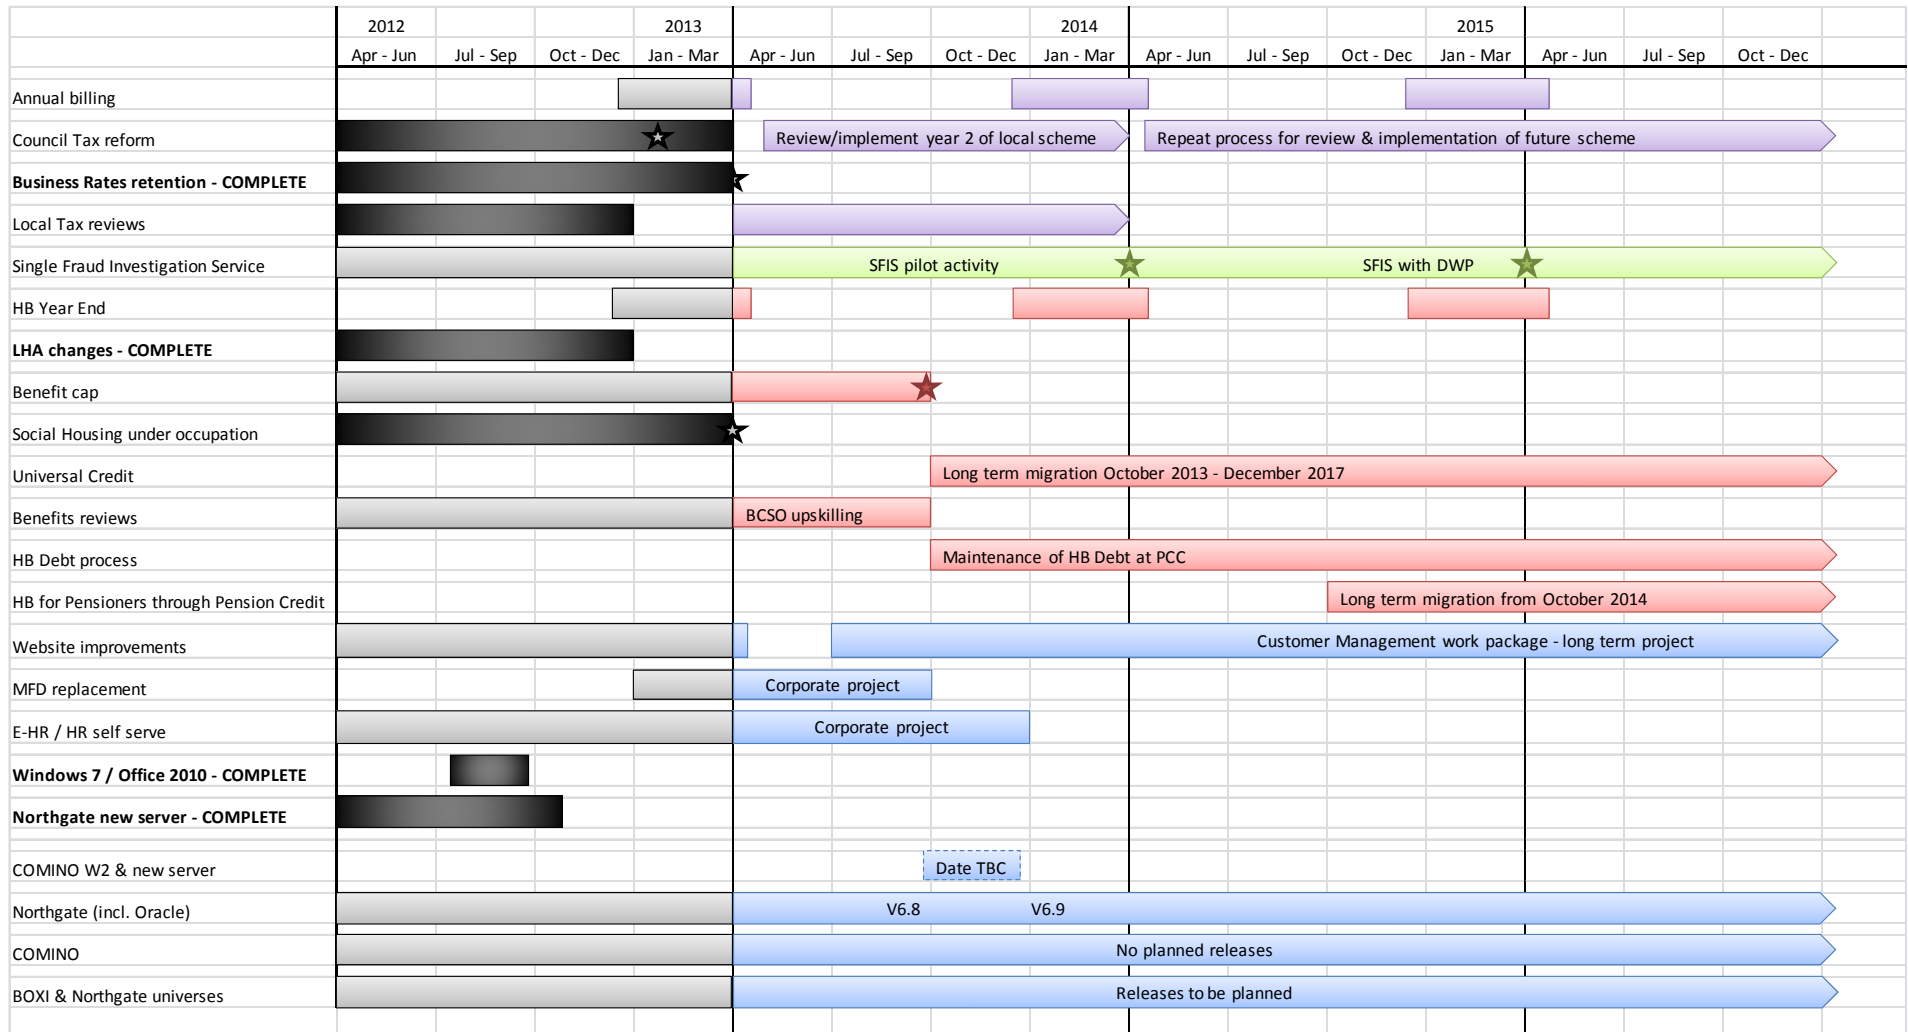 2012 2013 2014 2015
Apr - Jun Jul - Sep Oct - Dec Jan - Mar Apr - Jun Jul - Sep Oct - Dec Jan - Mar Apr - Jun Jul - Sep Oct - Dec Jan - Mar Apr - Jun Jul - Sep Oct - Dec
Annual billing
Council Tax reform Review/implement year 2 of local scheme Repeat process for review & implementation of future scheme
Business Rates retention - COMPLETE
Local Tax reviews
Single Fraud Investigation Service SFIS pilot activity SFIS with DWP
HB Year End
LHA changes - COMPLETE
Benefit cap
Social Housing under occupation
Universal Credit Long term migration October 2013 - December 2017
Benefits reviews BCSO upskilling
HB Debt process Maintenance of HB Debt at PCC
HB for Pensioners through Pension Credit Long term migration from October 2014
Website improvements Customer Management work package - long term project
MFD replacement Corporate project
E-HR / HR self serve Corporate project
Windows 7 / Office 2010 - COMPLETE
Northgate new server - COMPLETE
COMINO W2 & new server Date TBC
Northgate (incl. Oracle) V6.8 V6.9
COMINO No planned releases
BOXI & Northgate universes Releases to be planned